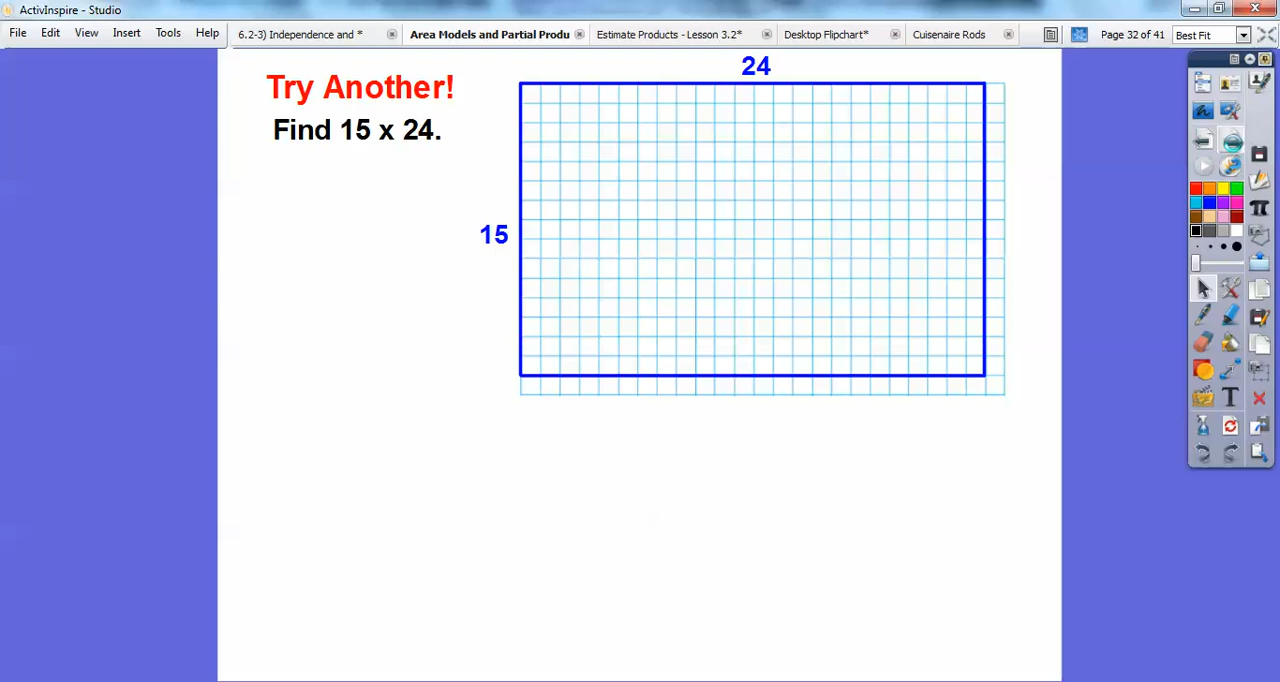 ActivInspire - Studio
File Edit View Insert Tools Help
6.2-3) Independence and *
Area Models and Partial Produ
Estimate Products - Lesson 3.2*
Desktop Flipchart*
Cuisenaire Rods
Page 32 of 41
Best Fit
Try Another!
Find 15 x 24.
24
15